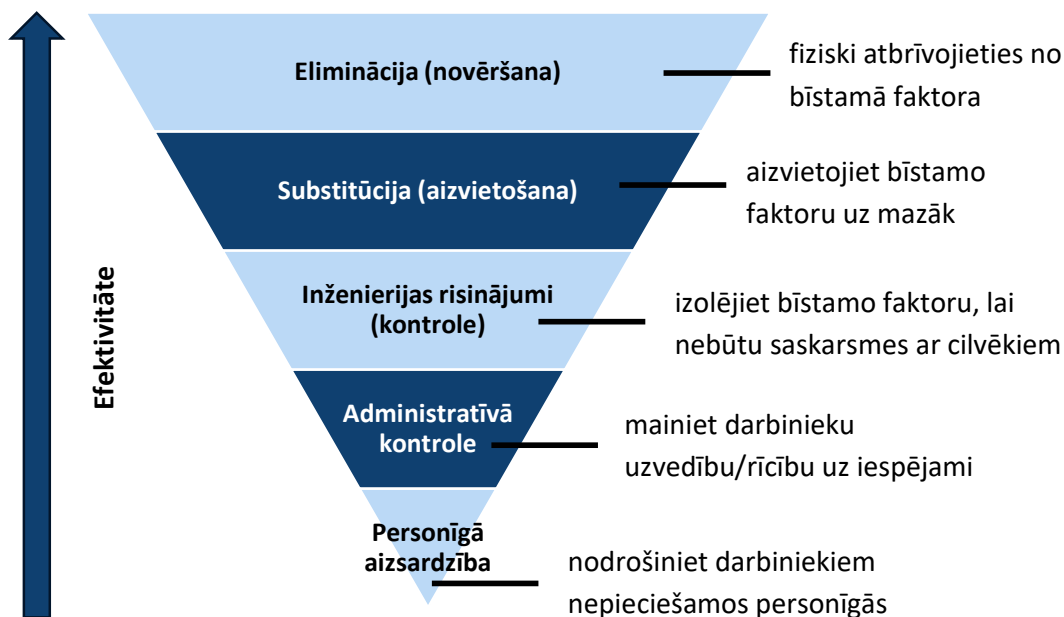 Eliminācija (novēršana)
fiziski atbrīvojieties no
bīstamā faktora
Substitūcija (aizvietošana)
aizvietojiet bīstamo
faktoru uz mazāk
Efektivitāte
Inženierijas risinājumi
(kontrole)
izolējiet bīstamo faktoru, lai
nebūtu saskarsmes ar cilvēkiem
Administratīvā
kontrole
mainiet darbinieku
uzvedību/rīcību uz iespējami
Personīgā
aizsardzība
nodrošiniet darbiniekiem
nepieciešamos personīgās